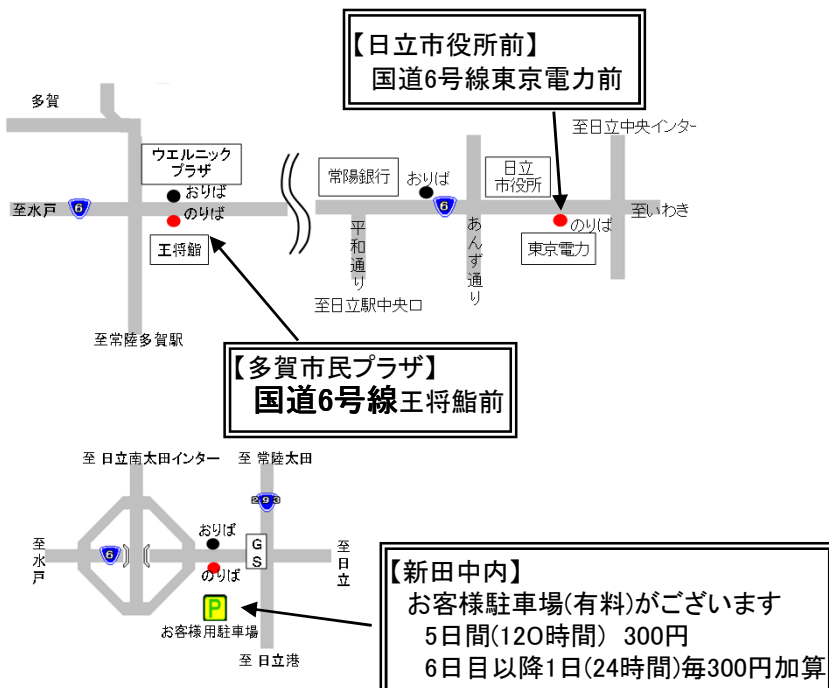 【日立市役所前】
国道6号線東京電力前
多賀
至日立中央インター
ウエルニック
プラザ
常陽銀行
おりば
日立
市役所
おりば
至水戸
6
のりば
6
のりば
至いわき
王将鮨
平和通り
あんず通り
東京電力
至日立駅中央口
至常陸多賀駅
【多賀市民プラザ】
国道6号線王将鮨前
至 日立南太田インター
至 常陸太田
293
おりば
GS
至水戸
6
至日立
のりば
P
お客様用駐車場
至 日立港
【新田中内】
お客様駐車場(有料)がございます
5日間(120時間) 300円
6日目以降1日(24時間)毎300円加算